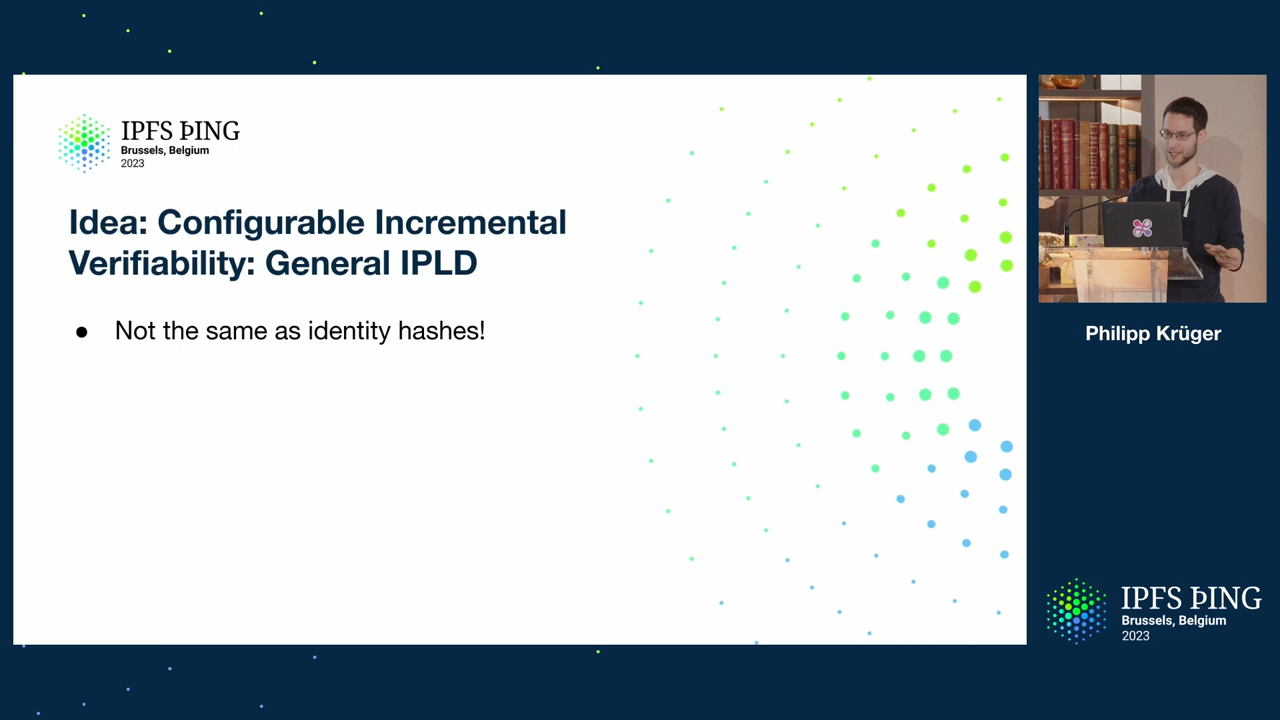 IPFS ÞING
Brussels, Belgium
2023
Idea: Configurable Incremental
Verifiability: General IPLD
● Not the same as identity hashes!
Philipp Krüger
IPFS ÞING
Brussels, Belgium
2023